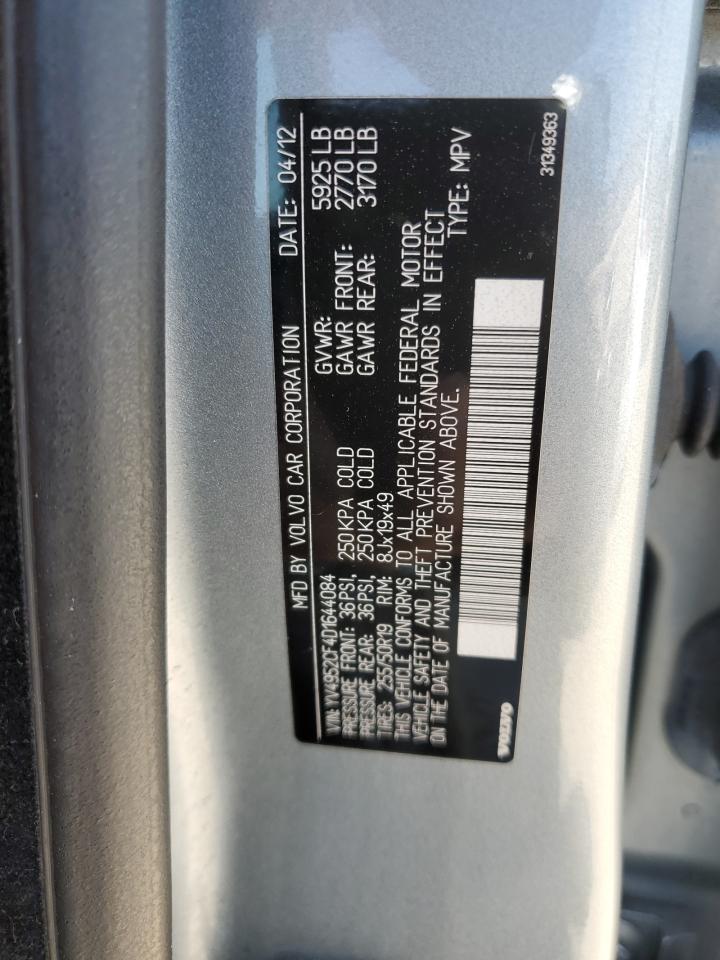 MFD BY VOLVO CAR CORPORATION DATE: 04/12
VIN: YV4952CF4D1644084 GVWR: 5925 LB
PRESSURE FRONT: 36PSI, 250KPA COLD GAWR FRONT: 2770 LB
PRESSURE REAR: 36PSI, 250KPA COLD GAWR REAR: 3170 LB
TIRES: 255/50R19 RIM: 8Jx19x49
THIS VEHICLE CONFORMS TO ALL APPLICABLE FEDERAL MOTOR
VEHICLE SAFETY AND THEFT PREVENTION STANDARDS IN EFFECT
ON THE DATE OF MANUFACTURE SHOWN ABOVE. TYPE: MPV
VOLVO 31349363